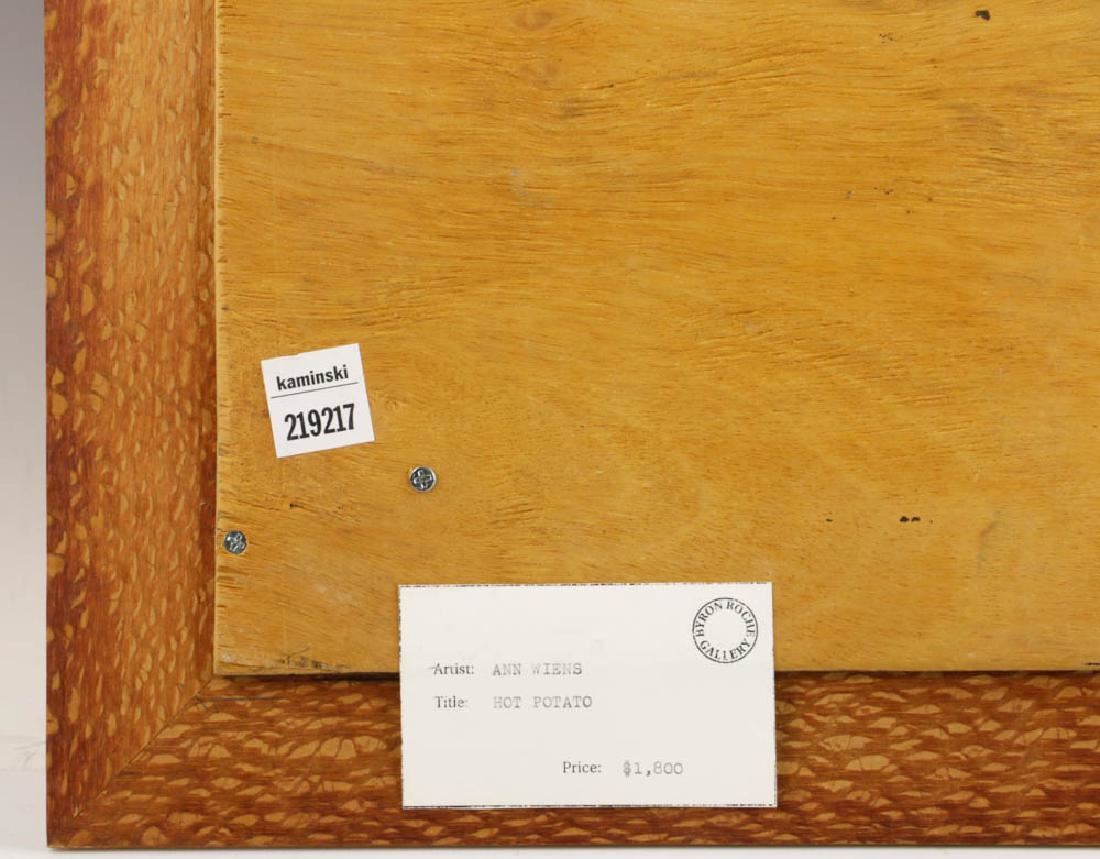 kaminski
219217
BYRON ROCHE
GALLERY
Artist: ANN WIENS
Title: HOT POTATO
Price: $1,800